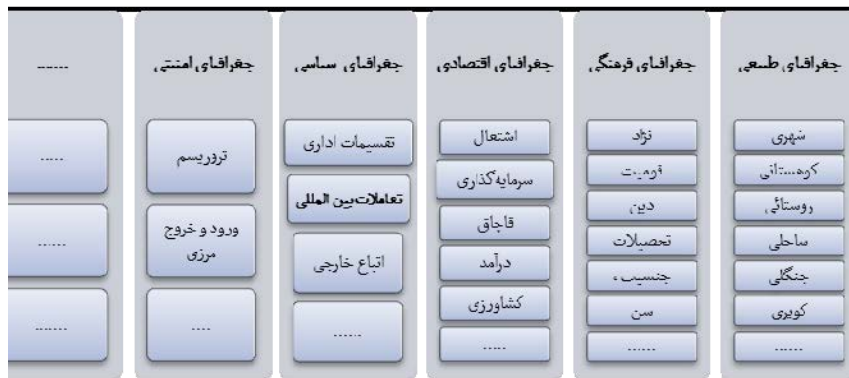 جغرافیای طبیعی
شهری
کوهستانی
روستائی
ساحلی
جنگلی
کویری
......
جغرافیای فرهنگی
نژاد
قومیت
دین
تحصیلات
جنسیت ،
سن
......
جغرافیای اقتصادی
اشتغال
سرمایه‌گذاری
قاچاق
درآمد
کشاورزی
.....
جغرافیای سیاسی
تقسیمات اداری
تعاملات بین المللی
اتباع خارجی
......
جغرافیای امنیتی
تروریسم
ورود و خروج
مرزی
....
.......
.....
......
.......